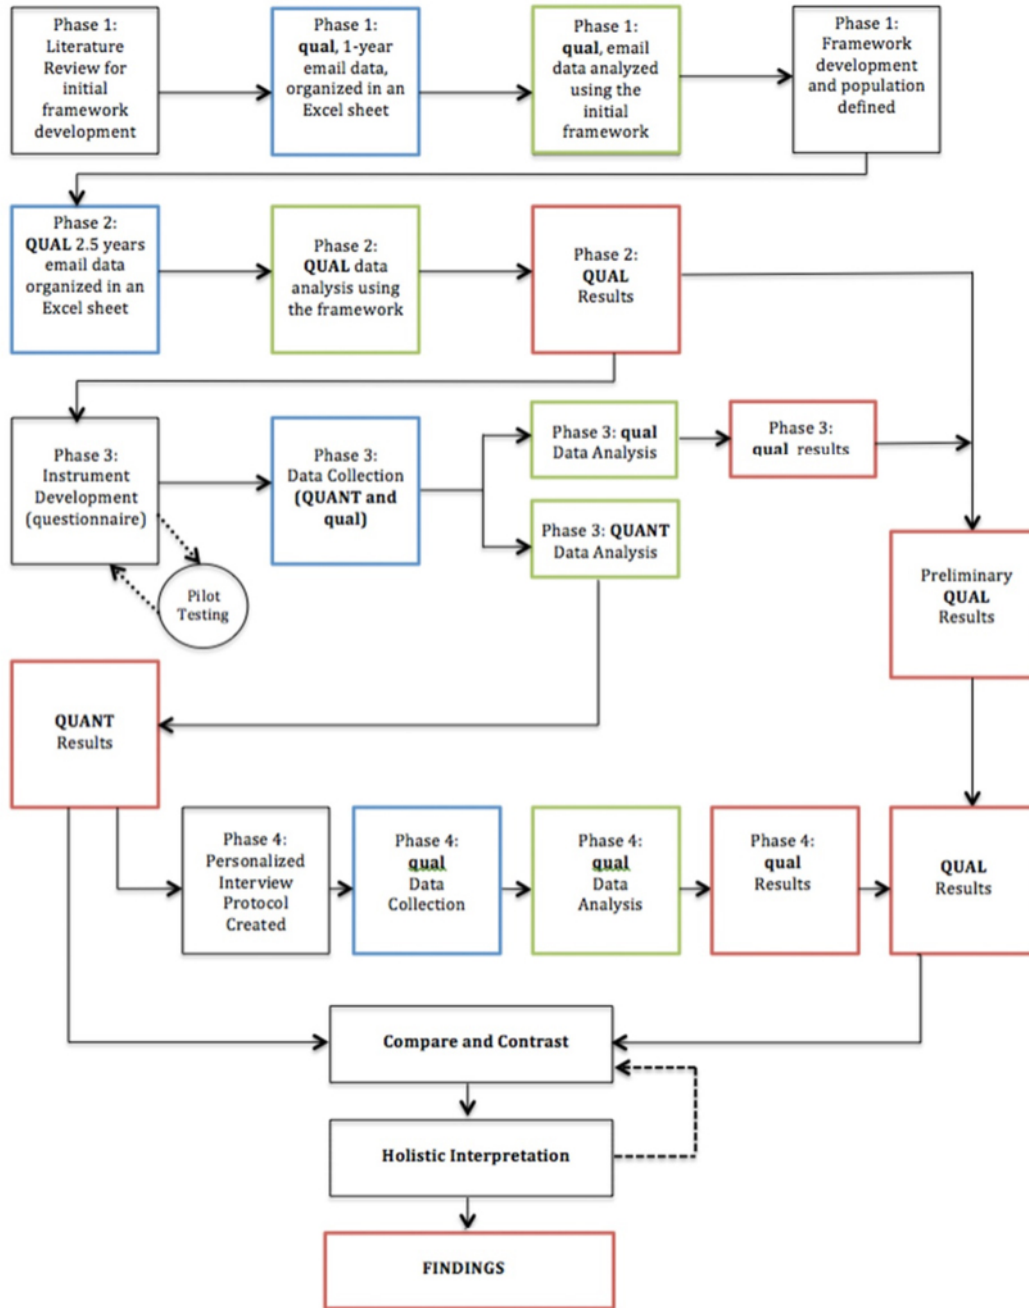 Phase 1:
Literature
Review for
initial
framework
development
Phase 1:
qual, 1-year
email data,
organized in an
Excel sheet
Phase 1:
qual, email
data analyzed
using the
initial
framework
Phase 1:
Framework
development
and population
defined
Phase 2:
QUAL 2.5 years
email data
organized in an
Excel sheet
Phase 2:
QUAL data
analysis using
the framework
Phase 2:
QUAL
Results
Phase 3:
Instrument
Development
(questionnaire)
Pilot
Testing
Phase 3:
Data Collection
(QUANT and
qual)
Phase 3: qual
Data Analysis
Phase 3:
qual results
Phase 3: QUANT
Data Analysis
Preliminary
QUAL
Results
QUANT
Results
Phase 4:
Personalized
Interview
Protocol
Created
Phase 4:
qual
Data
Collection
Phase 4:
qual
Data
Analysis
Phase 4:
qual
Results
QUAL
Results
Compare and Contrast
Holistic Interpretation
FINDINGS